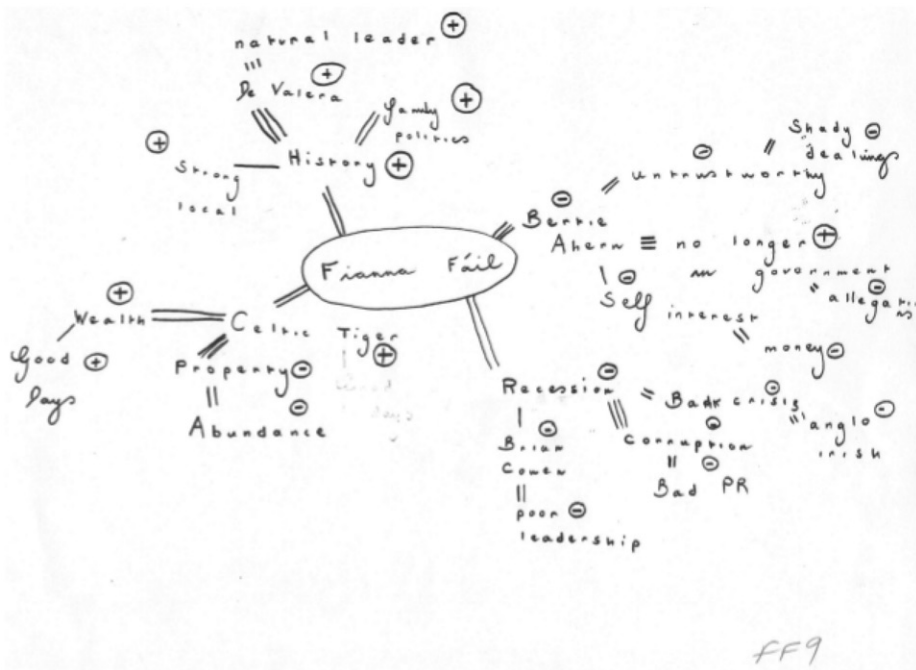 natural leader +
De Valera +
Family +
politics
+
Strong
local
History +
Fianna Fáil
Bertie -
Ahern
untrustworthy -
Shady -
dealings
no longer +
in government
allegations -
Self interest -
money -
Wealth +
Good +
Days
Celtic Tiger +
Property -
Abundance -
Recession -
Bank crisis -
anglo -
irish
Corruption -
Bad PR -
Brian -
Cowen
poor -
leadership
FF9